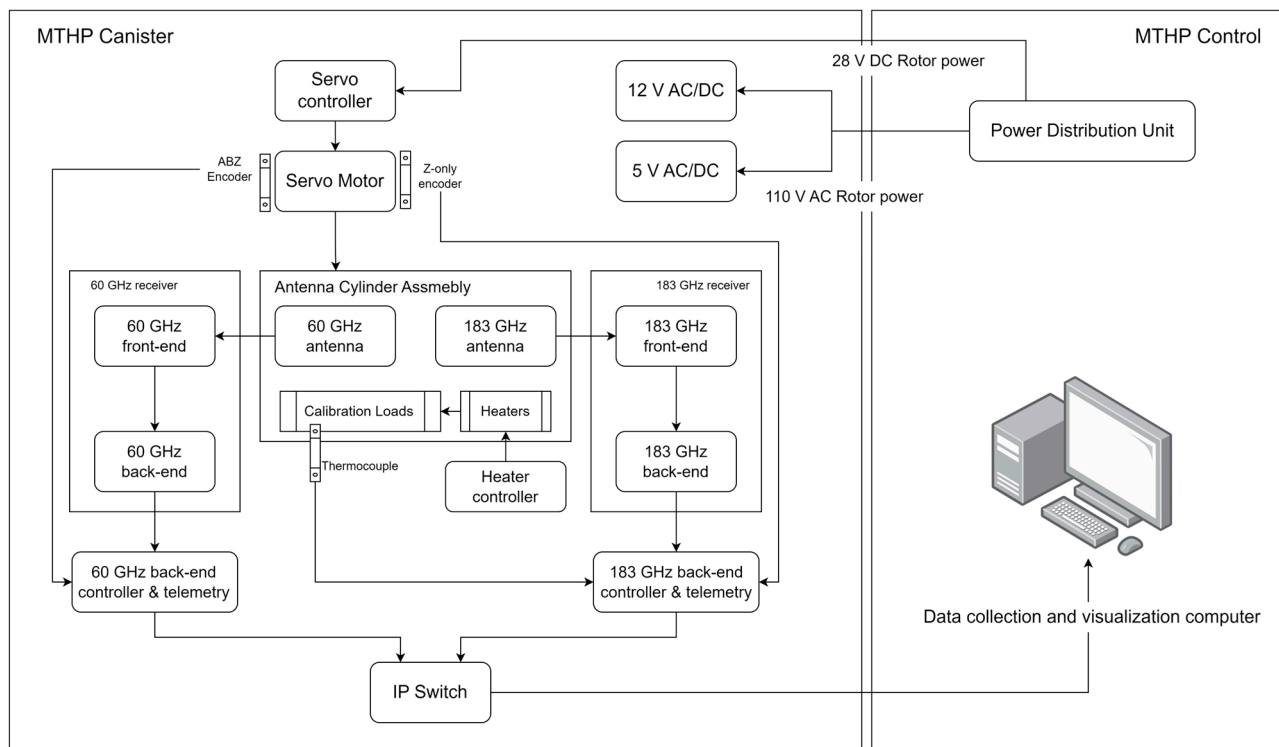 MTHP Canister
MTHP Control
28 V DC Rotor power
Servo
controller
12 V AC/DC
Power Distribution Unit
ABZ
Encoder
Servo Motor
Z-only
encoder
5 V AC/DC
110 V AC Rotor power
60 GHz receiver
Antenna Cylinder Assmebly
183 GHz receiver
60 GHz
front-end
60 GHz
antenna
183 GHz
antenna
183 GHz
front-end
Calibration Loads
Heaters
60 GHz
back-end
Thermocouple
Heater
controller
183 GHz
back-end
60 GHz back-end
controller & telemetry
183 GHz back-end
controller & telemetry
Data collection and visualization computer
IP Switch